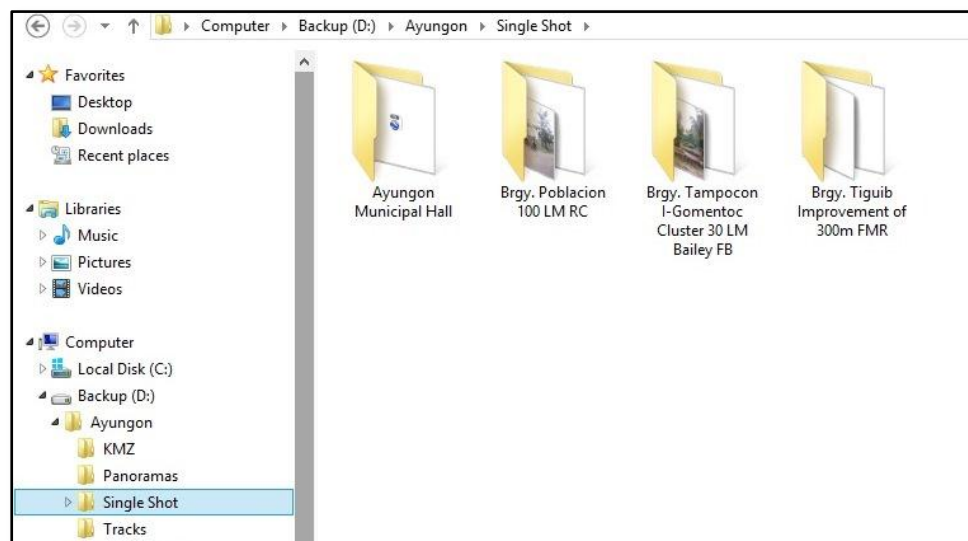 Computer Backup (D:) Ayungon Single Shot
Favorites
Desktop
Downloads
Recent places
Libraries
Music
Pictures
Videos
Computer
Local Disk (C:)
Backup (D:)
Ayungon
KMZ
Panoramas
Single Shot
Tracks
Ayungon
Municipal Hall
Brgy. Poblacion
100 LM RC
Brgy. Tampocon
I-Gomentoc
Cluster 30 LM
Bailey FB
Brgy. Tiguib
Improvement of
300m FMR